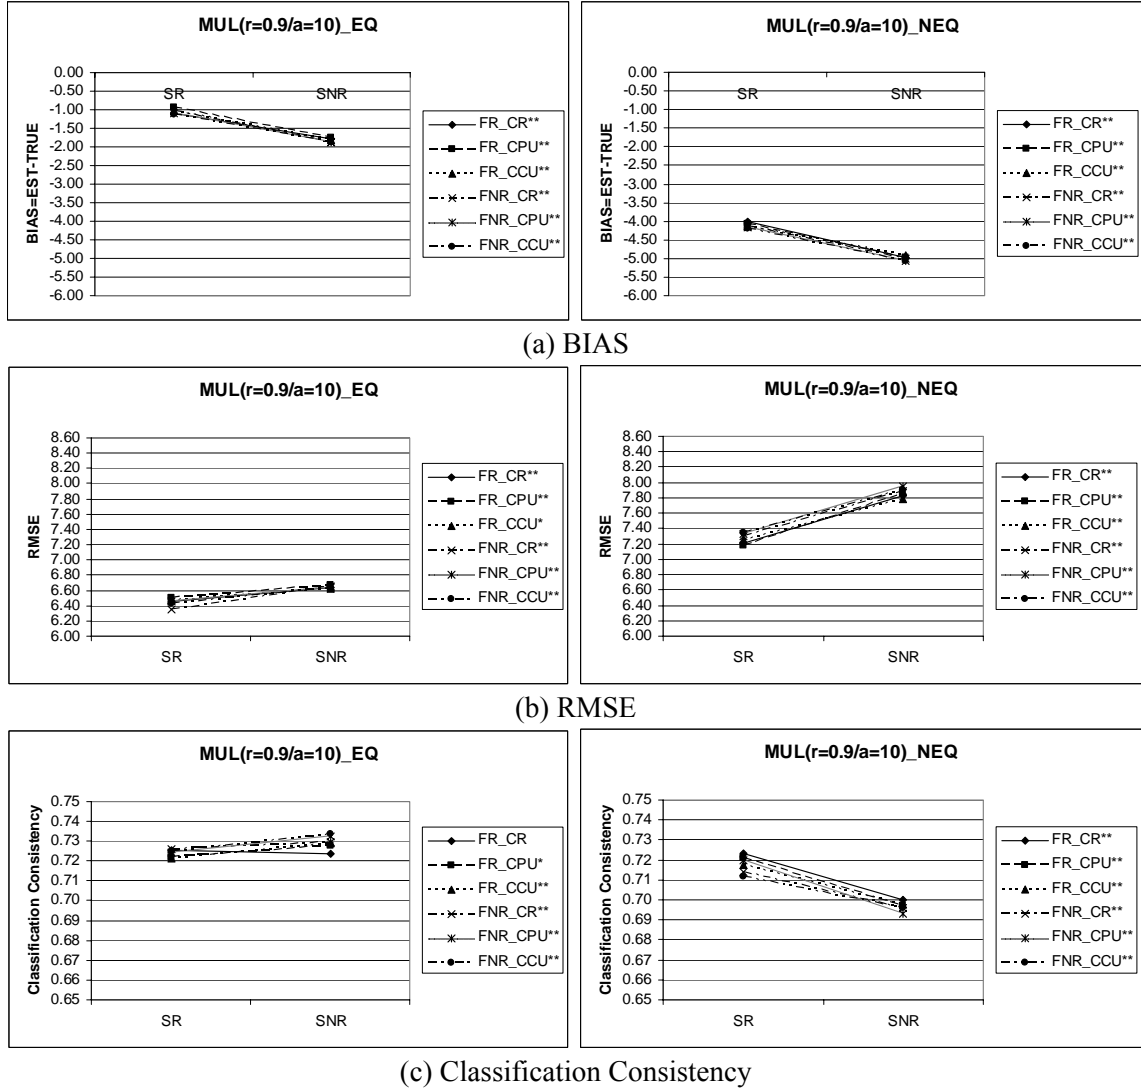 MUL(r=0.9/a=10)_EQ
BIAS=EST-TRUE
0.00
-0.50
-1.00
-1.50
-2.00
-2.50
-3.00
-3.50
-4.00
-4.50
-5.00
-5.50
-6.00
SR SNR
FR_CR**
FR_CPU**
FR_CCU**
FNR_CR**
FNR_CPU**
FNR_CCU**
MUL(r=0.9/a=10)_NEQ
BIAS=EST-TRUE
0.00
-0.50
-1.00
-1.50
-2.00
-2.50
-3.00
-3.50
-4.00
-4.50
-5.00
-5.50
-6.00
SR SNR
FR_CR**
FR_CPU**
FR_CCU**
FNR_CR**
FNR_CPU**
FNR_CCU**
(a) BIAS
MUL(r=0.9/a=10)_EQ
RMSE
8.60
8.40
8.20
8.00
7.80
7.60
7.40
7.20
7.00
6.80
6.60
6.40
6.20
6.00
SR SNR
FR_CR**
FR_CPU**
FR_CCU*
FNR_CR**
FNR_CPU**
FNR_CCU**
MUL(r=0.9/a=10)_NEQ
RMSE
8.60
8.40
8.20
8.00
7.80
7.60
7.40
7.20
7.00
6.80
6.60
6.40
6.20
6.00
SR SNR
FR_CR**
FR_CPU**
FR_CCU**
FNR_CR**
FNR_CPU**
FNR_CCU**
(b) RMSE
MUL(r=0.9/a=10)_EQ
Classification Consistency
0.75
0.74
0.73
0.72
0.71
0.70
0.69
0.68
0.67
0.66
0.65
SR SNR
FR_CR
FR_CPU*
FR_CCU**
FNR_CR**
FNR_CPU**
FNR_CCU**
MUL(r=0.9/a=10)_NEQ
Classification Consistency
0.75
0.74
0.73
0.72
0.71
0.70
0.69
0.68
0.67
0.66
0.65
SR SNR
FR_CR**
FR_CPU**
FR_CCU**
FNR_CR**
FNR_CPU**
FNR_CCU**
(c) Classification Consistency